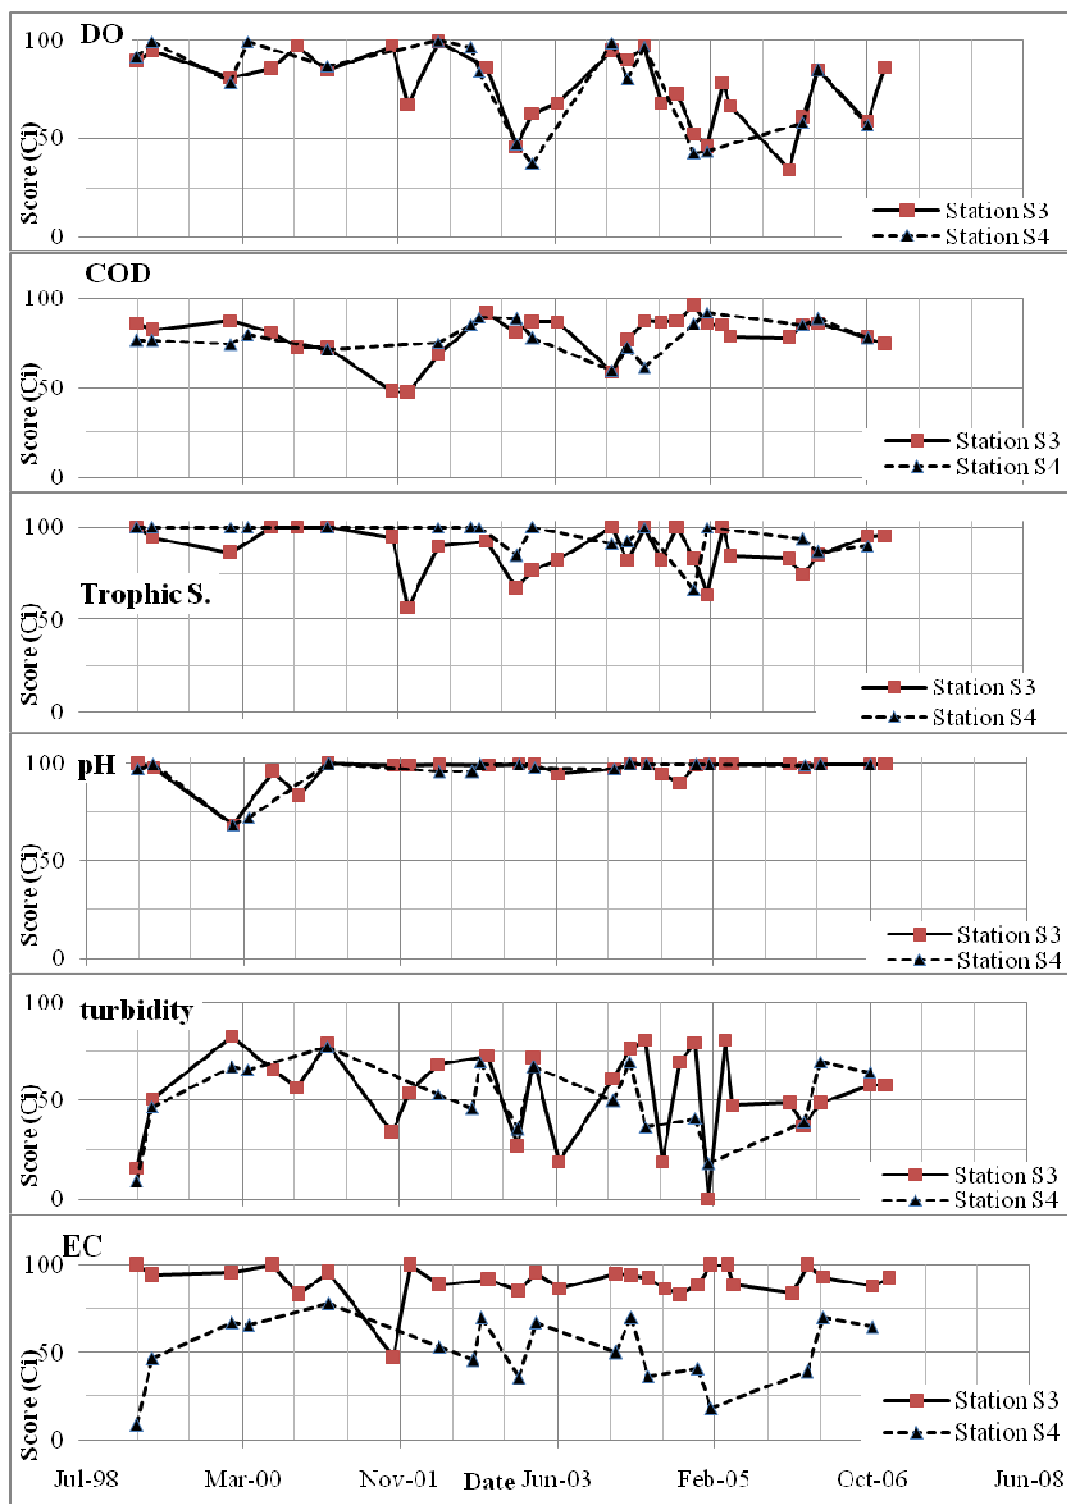 DO
100
50
0
Score (Ci)
Station S3
Station S4
COD
100
50
0
Score (Ci)
Station S3
Station S4
Trophic S.
100
50
0
Score (Ci)
Station S3
Station S4
pH
100
50
0
Score (Ci)
Station S3
Station S4
turbidity
100
50
0
Score (Ci)
Station S3
Station S4
EC
100
50
0
Score (Ci)
Station S3
Station S4
Jul-98 Mar-00 Nov-01 Date Jun-03 Feb-05 Oct-06 Jun-08